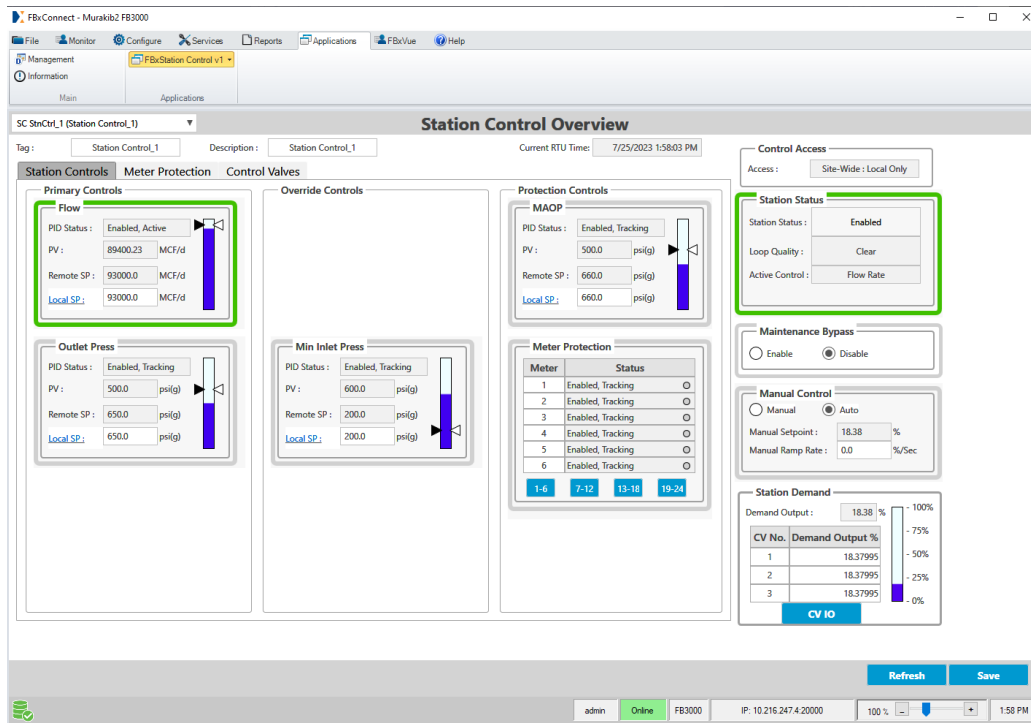 FBxConnect - Murakib2 FB3000
File Monitor Configure Services Reports Applications FBxVue Help
Management
Information
Main
FBxStation Control v1
Applications
SC StnCtrl_1 (Station Control_1)
Station Control Overview
Tag : Station Control_1 Description : Station Control_1 Current RTU Time: 7/25/2023 1:58:03 PM
Station Controls Meter Protection Control Valves
Primary Controls
Flow
PID Status : Enabled, Active
PV : 89400.23 MCF/d
Remote SP : 93000.0 MCF/d
Local SP : 93000.0 MCF/d
Outlet Press
PID Status : Enabled, Tracking
PV : 500.0 psi(g)
Remote SP : 650.0 psi(g)
Local SP : 650.0 psi(g)
Override Controls
Min Inlet Press
PID Status : Enabled, Tracking
PV : 600.0 psi(g)
Remote SP : 200.0 psi(g)
Local SP : 200.0 psi(g)
Protection Controls
MAOP
PID Status : Enabled, Tracking
PV : 500.0 psi(g)
Remote SP : 660.0 psi(g)
Local SP : 660.0 psi(g)
Meter Protection
Meter Status
1 Enabled, Tracking
2 Enabled, Tracking
3 Enabled, Tracking
4 Enabled, Tracking
5 Enabled, Tracking
6 Enabled, Tracking
1-6 7-12 13-18 19-24
Control Access
Access : Site-Wide : Local Only
Station Status
Station Status : Enabled
Loop Quality : Clear
Active Control : Flow Rate
Maintenance Bypass
Enable Disable
Manual Control
Manual Auto
Manual Setpoint : 18.38 %
Manual Ramp Rate : 0.0 %/Sec
Station Demand
Demand Output : 18.38 %
CV No. Demand Output %
1 18.37995
2 18.37995
3 18.37995
- 100%
- 75%
- 50%
- 25%
- 0%
CV IO
Refresh Save
admin Online FB3000 IP: 10.216.247.4:20000 100 % - + 1:58 PM